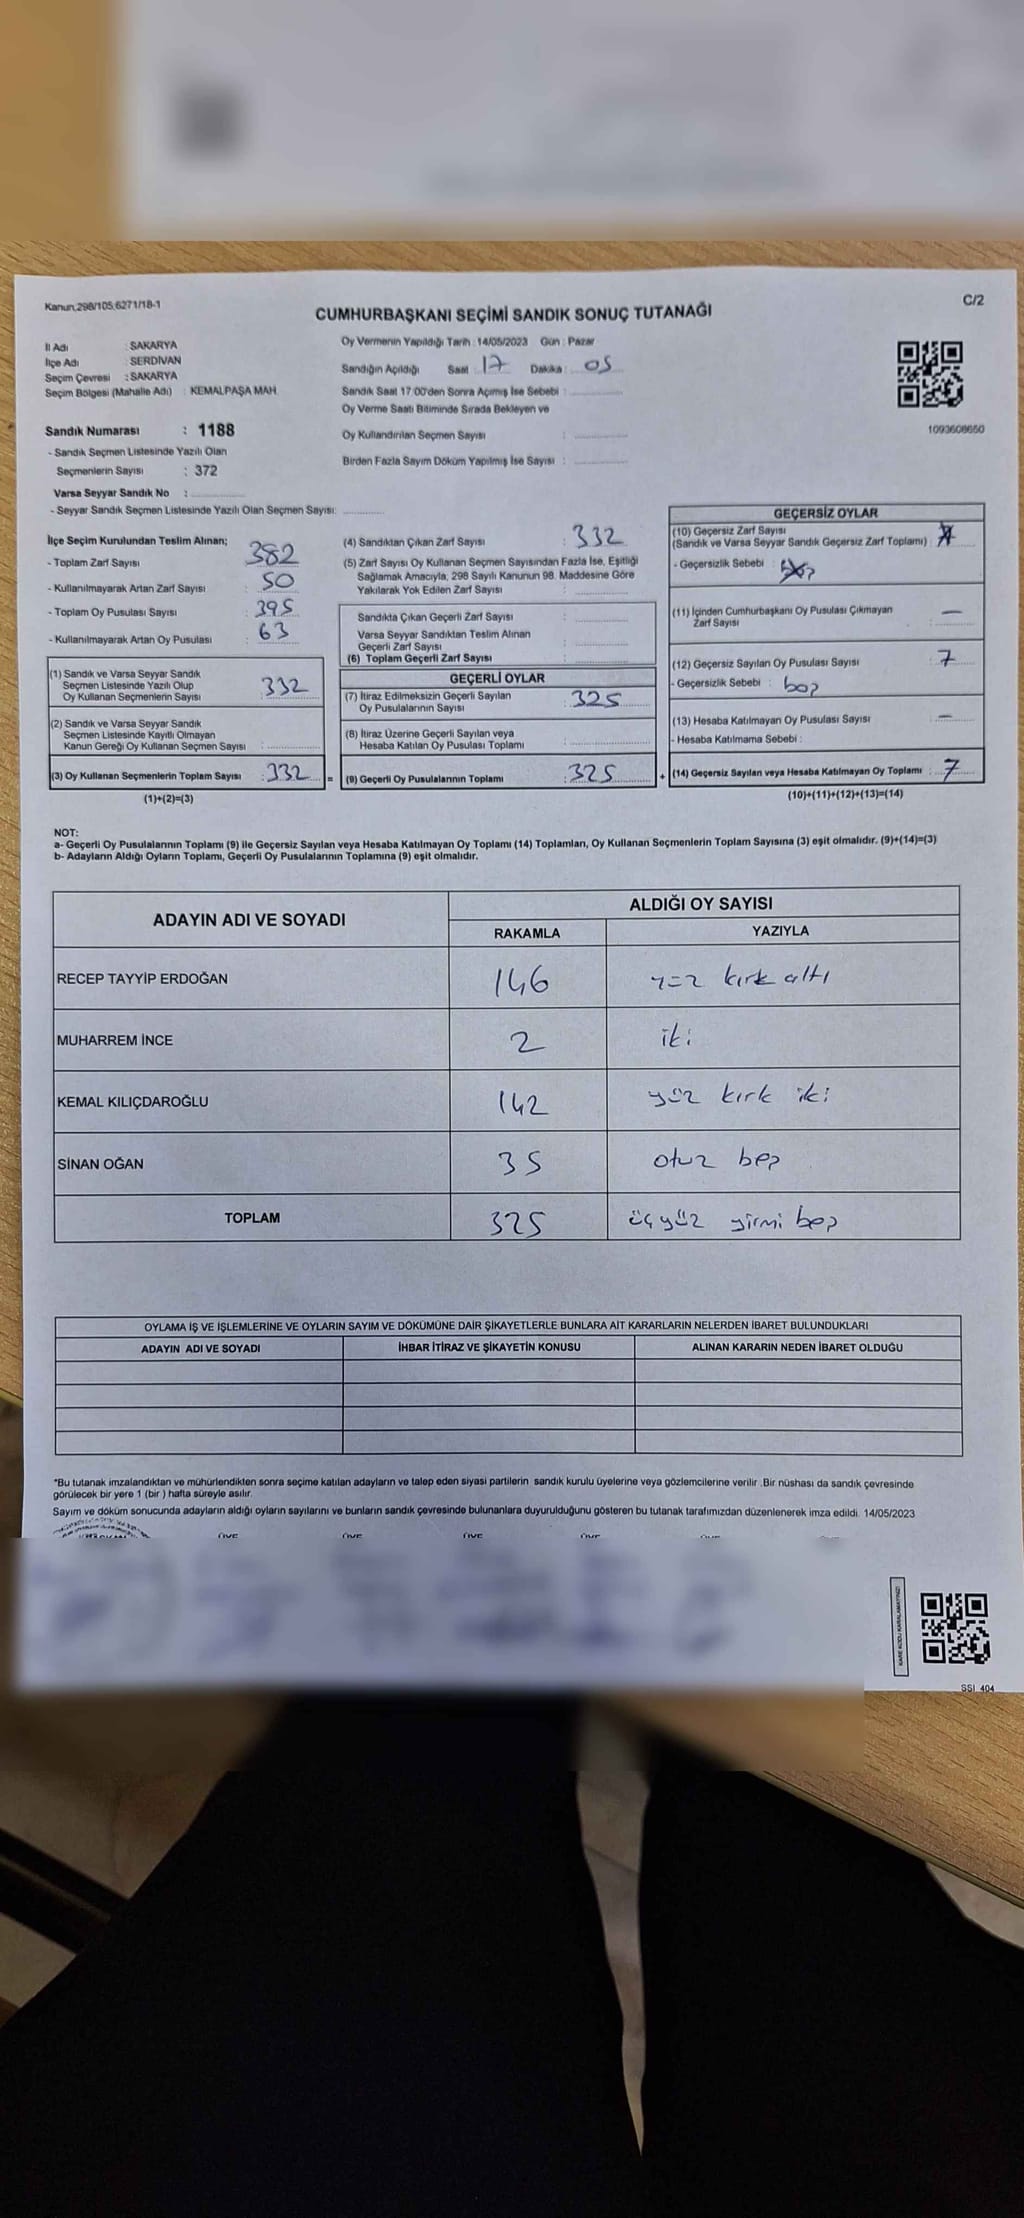 Kanun,298/105;6271/18-1
C/2
CUMHURBAŞKANI SEÇİMİ SANDIK SONUÇ TUTANAĞI
İl Adı : SAKARYA
İlçe Adı : SERDİVAN
Seçim Çevresi : SAKARYA
Seçim Bölgesi (Mahalle Adı) : KEMALPAŞA MAH.
Sandık Numarası : 1188
- Sandık Seçmen Listesinde Yazılı Olan
Seçmenlerin Sayısı : 372
Varsa Seyyar Sandık No :
- Seyyar Sandık Seçmen Listesinde Yazılı Olan Seçmen Sayısı:
Oy Vermenin Yapıldığı Tarih : 14/05/2023 Gün : Pazar
Sandığın Açıldığı Saat 17 Dakika 05
Sandık Saat 17:00'den Sonra Açımış İse Sebebi :
Oy Verme Saati Bitiminde Sırada Bekleyen ve
Oy Kullandırılan Seçmen Sayısı :
Birden Fazla Sayım Döküm Yapılmış İse Sayısı :
1093608650
İlçe Seçim Kurulundan Teslim Alınan;
- Toplam Zarf Sayısı : 382
- Kullanılmayarak Artan Zarf Sayısı : 50
- Toplam Oy Pusulası Sayısı : 395
- Kullanılmayarak Artan Oy Pusulası : 63
(1) Sandık ve Varsa Seyyar Sandık
Seçmen Listesinde Yazılı Olup
Oy Kullanan Seçmenlerin Sayısı : 332
(2) Sandık ve Varsa Seyyar Sandık
Seçmen Listesinde Kayıtlı Olmayan
Kanun Gereği Oy Kullanan Seçmen Sayısı :
(3) Oy Kullanan Seçmenlerin Toplam Sayısı : 332 =
(1)+(2)=(3)
(4) Sandıktan Çıkan Zarf Sayısı : 332
(5) Zarf Sayısı Oy Kullanan Seçmen Sayısından Fazla İse, Eşitliği
Sağlamak Amacıyla; 298 Sayılı Kanunun 98. Maddesine Göre
Yakılarak Yok Edilen Zarf Sayısı :
Sandıkta Çıkan Geçerli Zarf Sayısı :
Varsa Seyyar Sandıktan Teslim Alınan
Geçerli Zarf Sayısı :
(6) Toplam Geçerli Zarf Sayısı :
GEÇERLİ OYLAR
(7) İtiraz Edilmeksizin Geçerli Sayılan
Oy Pusulalarının Sayısı : 325
(8) İtiraz Üzerine Geçerli Sayılan veya
Hesaba Katılan Oy Pusulası Toplamı :
(9) Geçerli Oy Pusulalarının Toplamı : 325 +
GEÇERSİZ OYLAR
(10) Geçersiz Zarf Sayısı
(Sandık ve Varsa Seyyar Sandık Geçersiz Zarf Toplamı) :
- Geçersizlik Sebebi :
(11) İçinden Cumhurbaşkanı Oy Pusulası Çıkmayan
Zarf Sayısı : —
(12) Geçersiz Sayılan Oy Pusulası Sayısı : 7
- Geçersizlik Sebebi : boş
(13) Hesaba Katılmayan Oy Pusulası Sayısı : —
- Hesaba Katılmama Sebebi :
(14) Geçersiz Sayılan veya Hesaba Katılmayan Oy Toplamı : 7
(10)+(11)+(12)+(13)=(14)
NOT:
a- Geçerli Oy Pusulalarının Toplamı (9) ile Geçersiz Sayılan veya Hesaba Katılmayan Oy Toplamı (14) Toplamları, Oy Kullanan Seçmenlerin Toplam Sayısına (3) eşit olmalıdır. (9)+(14)=(3)
b- Adayların Aldığı Oyların Toplamı, Geçerli Oy Pusulalarının Toplamına (9) eşit olmalıdır.
ADAYIN ADI VE SOYADI
ALDIĞI OY SAYISI
RAKAMLA YAZIYLA
RECEP TAYYİP ERDOĞAN 146 yüz kırk altı
MUHARREM İNCE 2 iki
KEMAL KILIÇDAROĞLU 142 yüz kırk iki
SİNAN OĞAN 35 otuz beş
TOPLAM 325 üçyüz yirmi beş
OYLAMA İŞ VE İŞLEMLERİNE VE OYLARIN SAYIM VE DÖKÜMÜNE DAİR ŞİKAYETLERLE BUNLARA AİT KARARLARIN NELERDEN İBARET BULUNDUKLARI
ADAYIN ADI VE SOYADI İHBAR İTİRAZ VE ŞİKAYETİN KONUSU ALINAN KARARIN NEDEN İBARET OLDUĞU
*Bu tutanak imzalandıktan ve mühürlendikten sonra seçime katılan adayların ve talep eden siyasi partilerin sandık kurulu üyelerine veya gözlemcilerine verilir .Bir nüshası da sandık çevresinde
görülecek bir yere 1 (bir ) hafta süreyle asılır.
Sayım ve döküm sonucunda adayların aldığı oyların sayılarını ve bunların sandık çevresinde bulunanlara duyurulduğunu gösteren bu tutanak tarafımızdan düzenlenerek imza edildi. 14/05/2023
ÜYE ÜYE ÜYE ÜYE ÜYE
KARE KODU KARALAMAYINIZ!
SSI 404